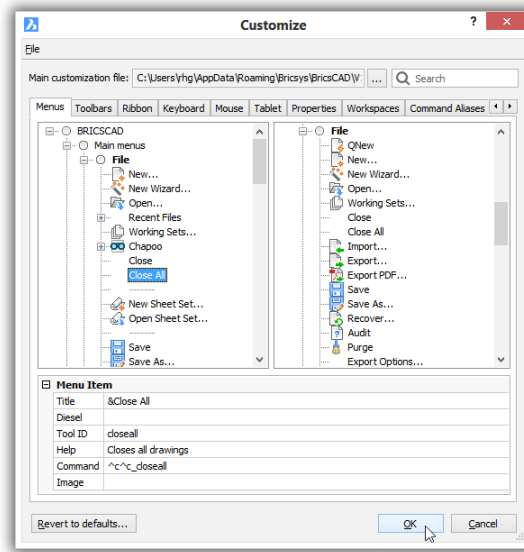 Customize
?
×
File
Main customization file: C:\Users\rhg\AppData\Roaming\Bricsys\BricsCAD\V
...
Search
Menus Toolbars Ribbon Keyboard Mouse Tablet Properties Workspaces Command Aliases
BRICSCAD
Main menus
File
New...
New Wizard...
Open...
Recent Files
Working Sets...
Chapoo
Close
Close All
New Sheet Set...
Open Sheet Set...
Save
Save As...
File
QNew
New...
New Wizard...
Open...
Working Sets...
Close
Close All
Import...
Export...
Export PDF...
Save
Save As...
Recover...
Audit
Purge
Export Options...
Menu Item
Title &Close All
Diesel
Tool ID closeall
Help Closes all drawings
Command ^c^c_closeall
Image
Revert to defaults...
OK
Cancel